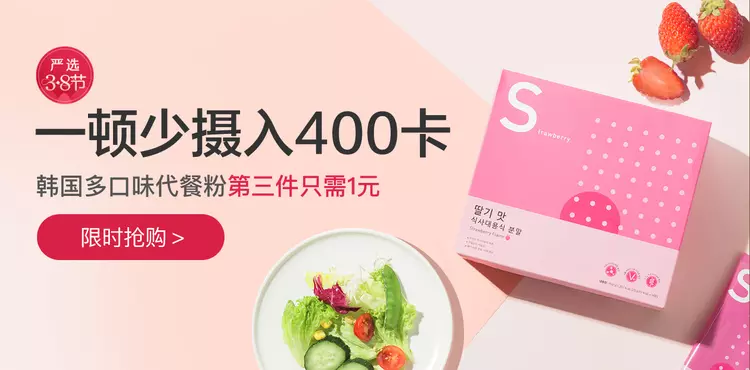 严选
3·8节
一顿少摄入400卡
韩国多口味代餐粉第三件只需1元
限时抢购 >
S
trawberry
딸기 맛
식사대용식 분말
Strawberry Flavor
S